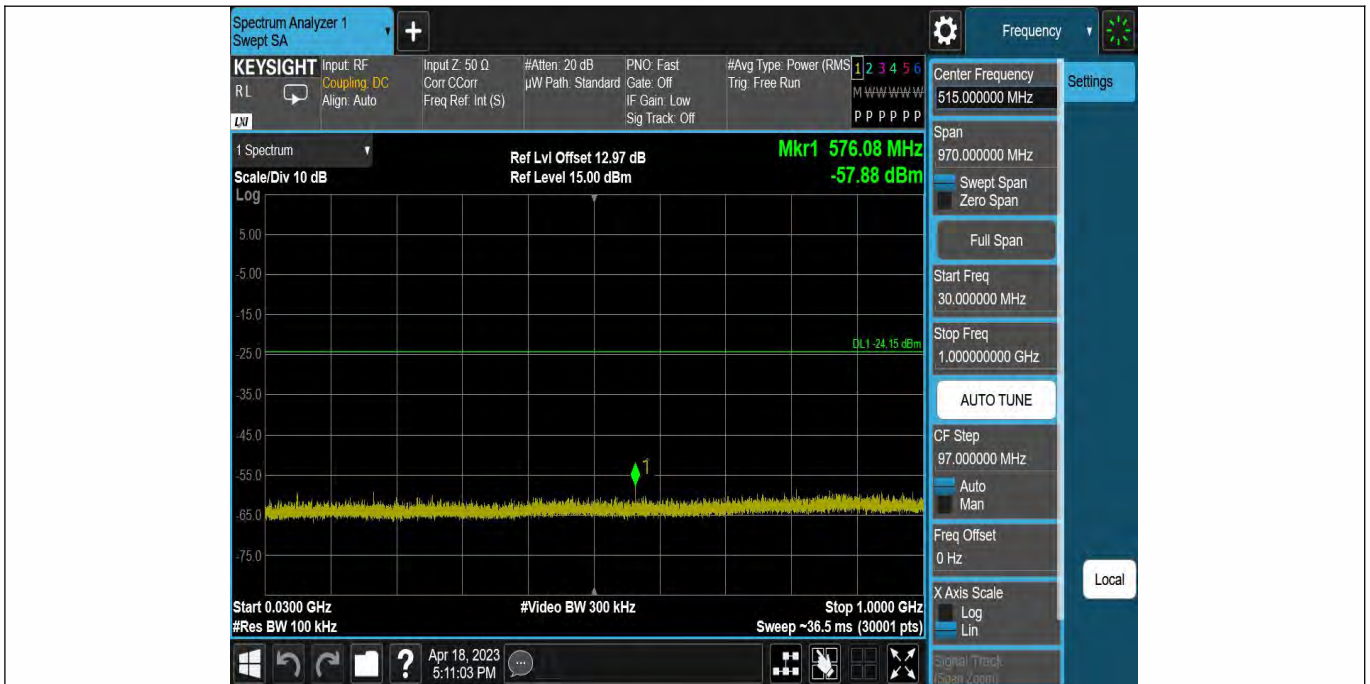 Spectrum Analyzer 1
Swept SA
Frequency
KEYSIGHT
RL
LXI
Input: RF
Coupling: DC
Align: Auto
Input Z: 50 Ω
Corr CCorr
Freq Ref: Int (S)
#Atten: 20 dB
µW Path: Standard
PNO: Fast
Gate: Off
IF Gain: Low
Sig Track: Off
#Avg Type: Power (RMS
Trig: Free Run
1 2 3 4 5 6
M W W W W W
P P P P P P
1 Spectrum
Scale/Div 10 dB
Log
Ref Lvl Offset 12.97 dB
Ref Level 15.00 dBm
Mkr1 576.08 MHz
-57.88 dBm
5.00
-5.00
-15.0
-25.0
-35.0
-45.0
-55.0
-65.0
-75.0
DL1 -24.15 dBm
1
Start 0.0300 GHz
#Res BW 100 kHz
#Video BW 300 kHz
Stop 1.0000 GHz
Sweep ~36.5 ms (30001 pts)
?
Apr 18, 2023
5:11:03 PM
Center Frequency
515.000000 MHz
Span
970.000000 MHz
Swept Span
Zero Span
Full Span
Start Freq
30.000000 MHz
Stop Freq
1.000000000 GHz
AUTO TUNE
CF Step
97.000000 MHz
Auto
Man
Freq Offset
0 Hz
X Axis Scale
Log
Lin
Signal Track
(Span Zoom)
Settings
Local